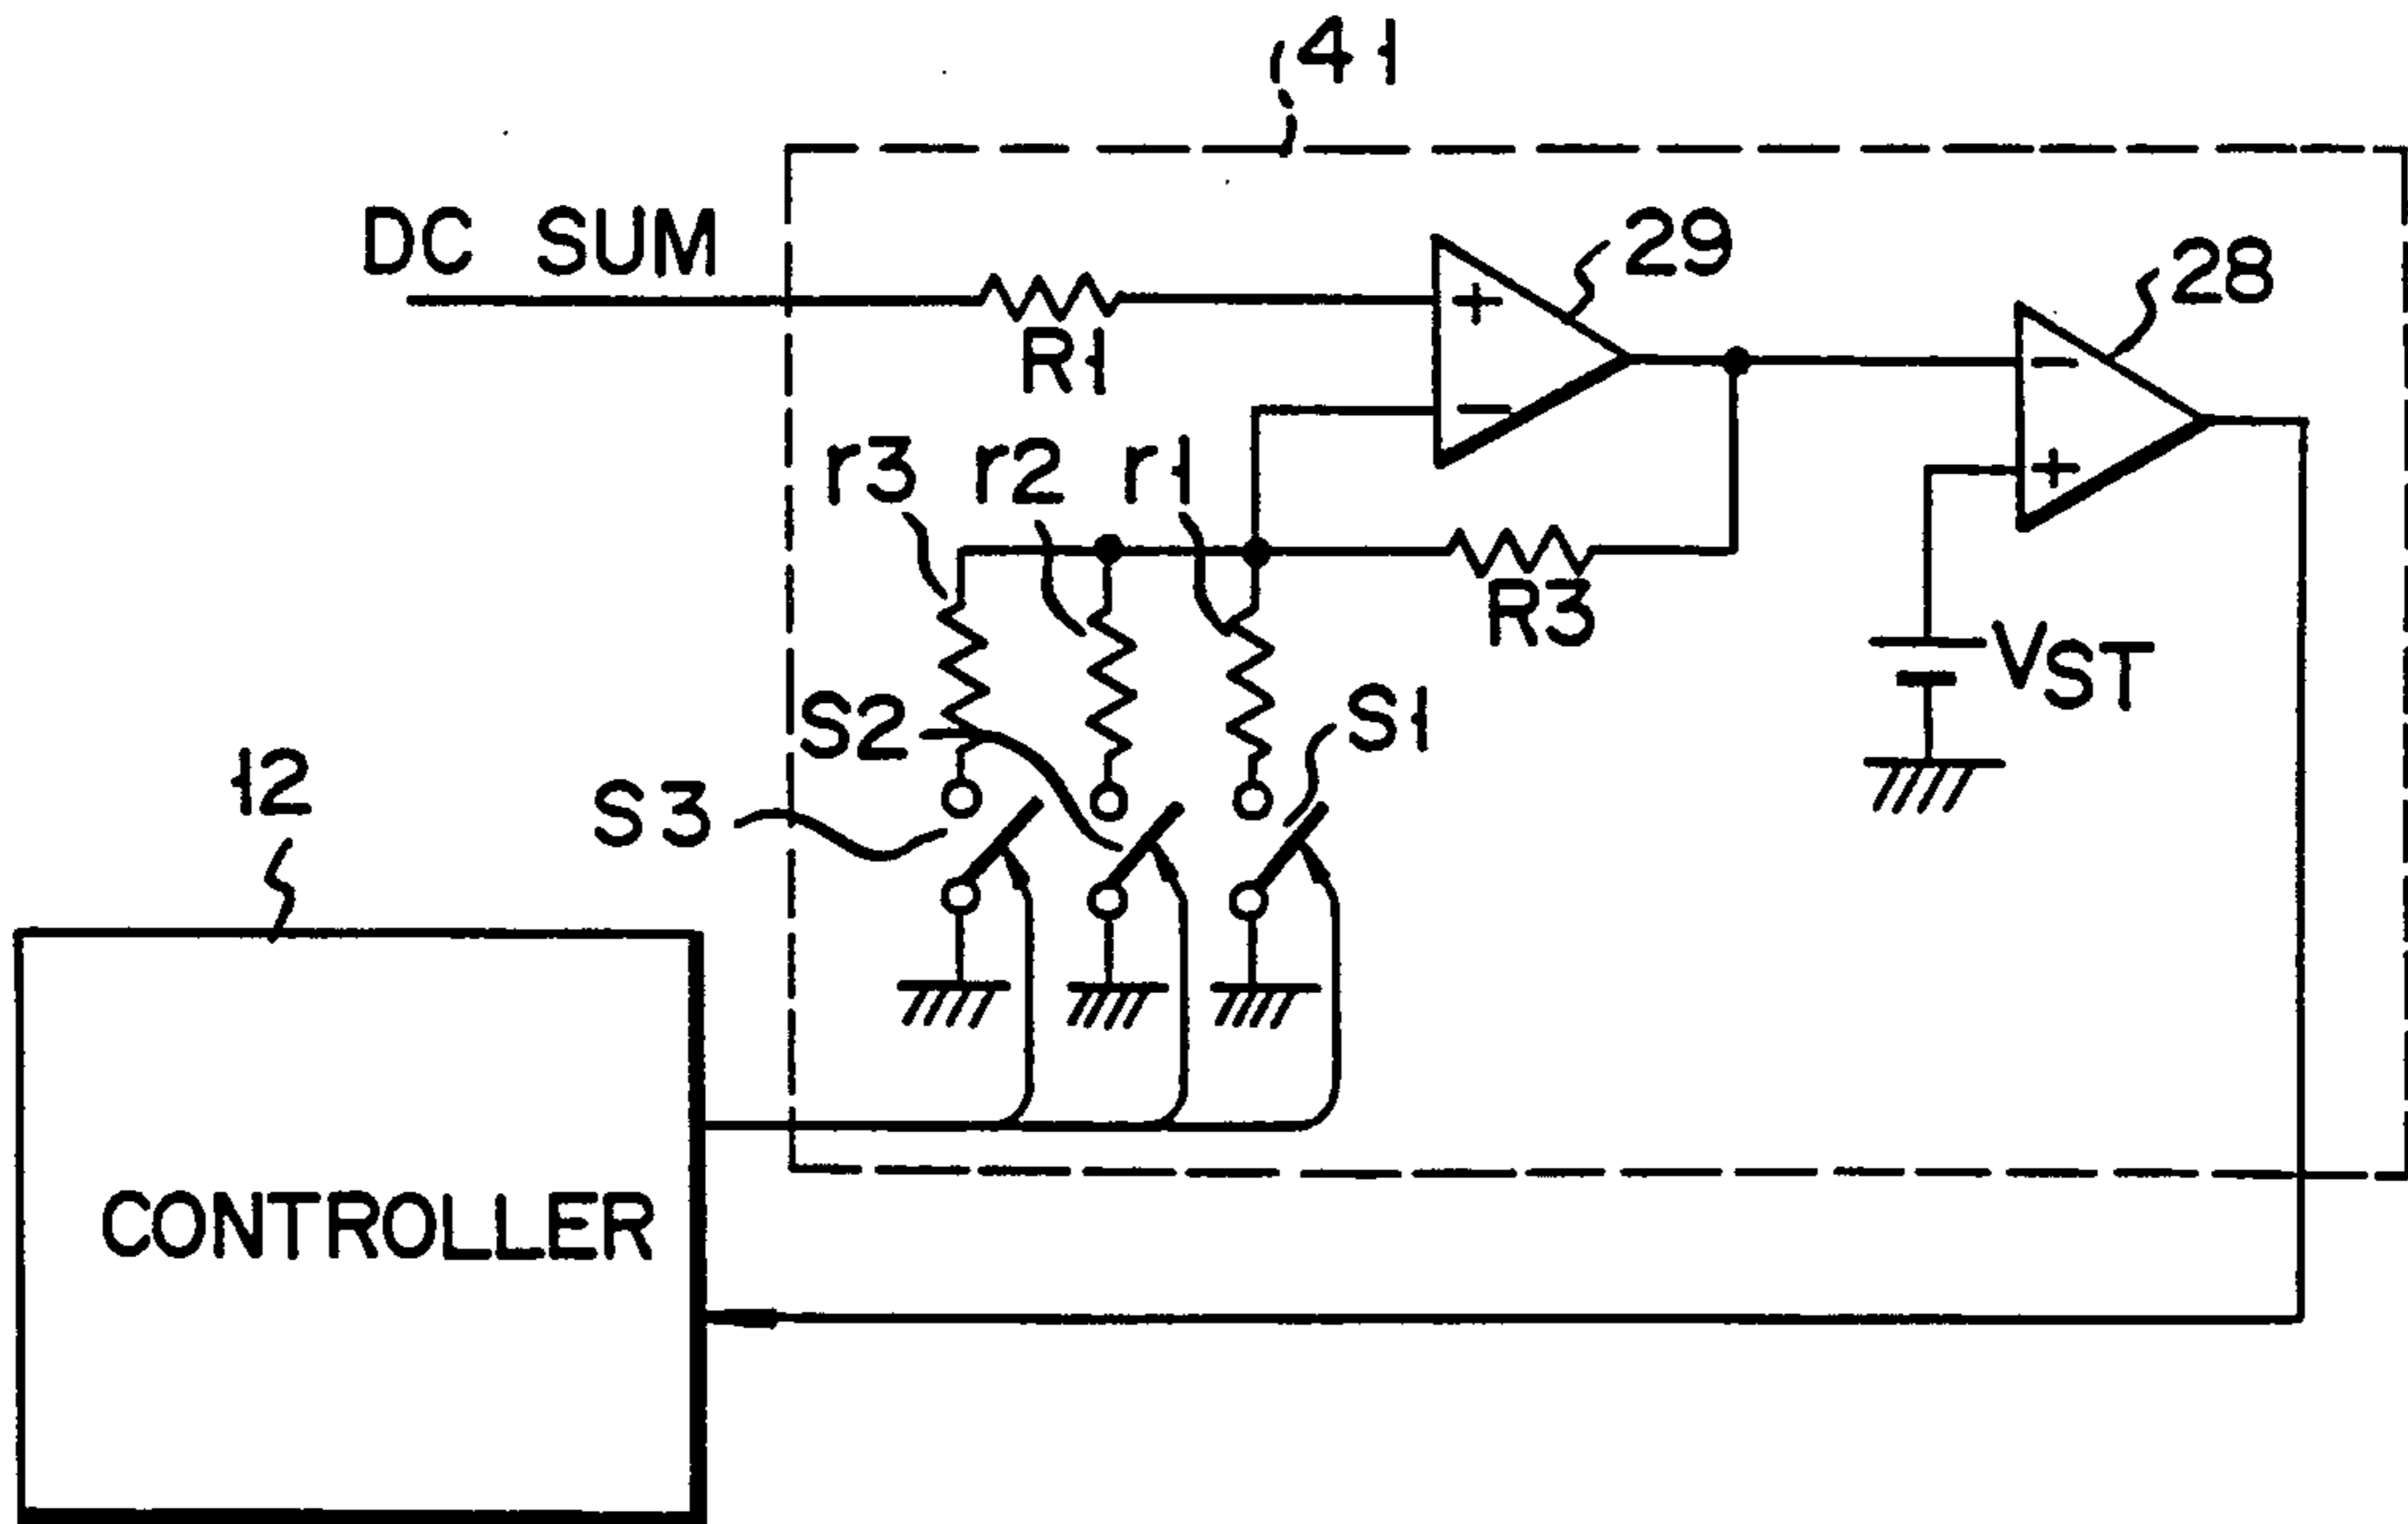 41
DC SUM
29
28
+
R1
−
−
+
r3 r2 r1
R3
VST
S2
S1
12
S3
CONTROLLER